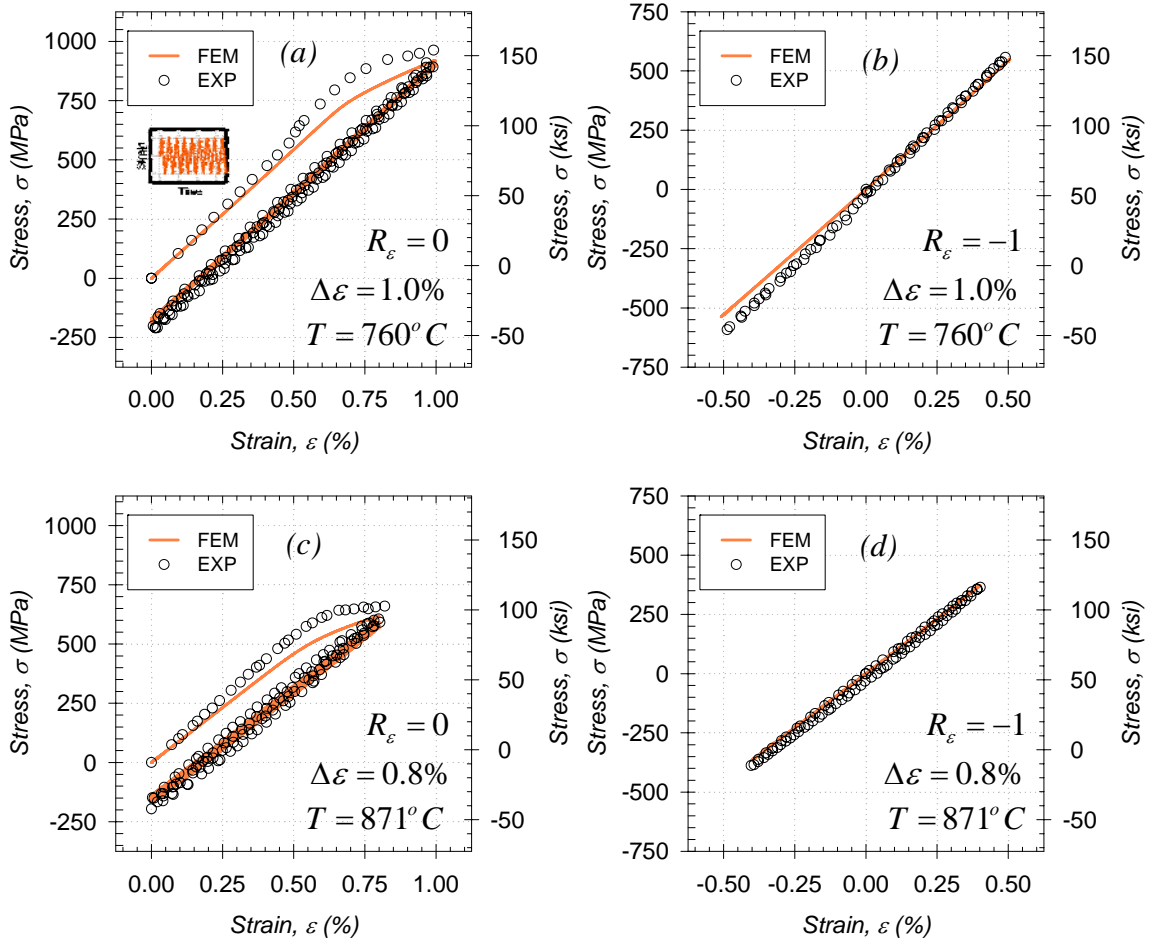 FEM
EXP
(a)
1000
750
500
250
0
-250
150
100
50
0
-50
Stress, σ (MPa)
Stress, σ (ksi)
Strain
Time
R_ε = 0
Δε = 1.0%
T = 760°C
0.00 0.25 0.50 0.75 1.00
Strain, ε (%)
FEM
EXP
(b)
750
500
250
0
-250
-500
-750
150
100
50
0
-50
Stress, σ (MPa)
Stress, σ (ksi)
R_ε = −1
Δε = 1.0%
T = 760°C
-0.50 -0.25 0.00 0.25 0.50
Strain, ε (%)
FEM
EXP
(c)
1000
750
500
250
0
-250
150
100
50
0
-50
Stress, σ (MPa)
Stress, σ (ksi)
R_ε = 0
Δε = 0.8%
T = 871°C
0.00 0.25 0.50 0.75 1.00
Strain, ε (%)
FEM
EXP
(d)
750
500
250
0
-250
-500
-750
150
100
50
0
-50
Stress, σ (MPa)
Stress, σ (ksi)
R_ε = −1
Δε = 0.8%
T = 871°C
-0.50 -0.25 0.00 0.25 0.50
Strain, ε (%)